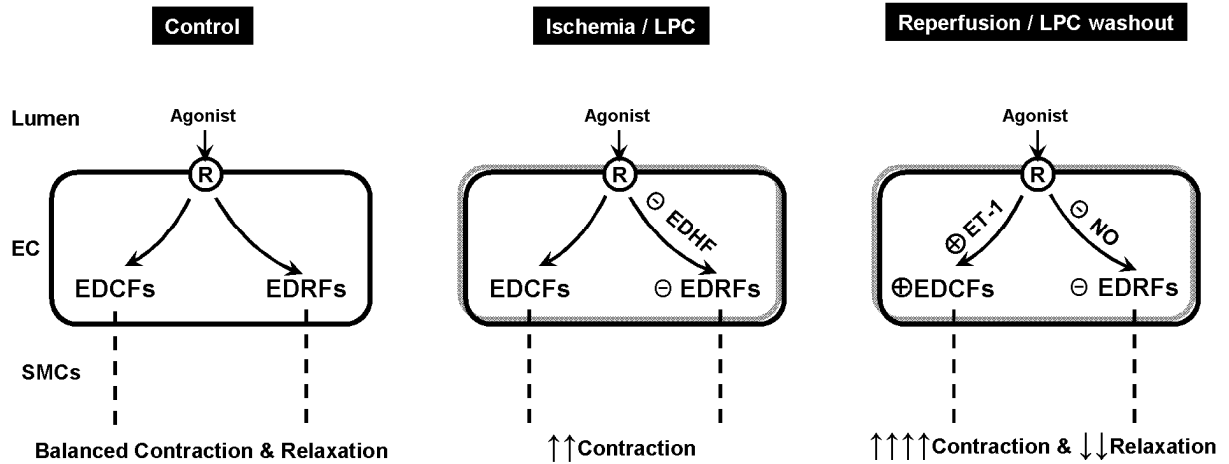 Control
Ischemia / LPC
Reperfusion / LPC washout
Lumen
Agonist
Agonist
Agonist
R
R
R
⊖ EDHF
⊕ ET-1
⊖ NO
EC
EDCFs
EDRFs
EDCFs
⊖ EDRFs
⊕EDCFs
⊖ EDRFs
SMCs
Balanced Contraction & Relaxation
↑↑Contraction
↑↑↑↑Contraction & ↓↓Relaxation